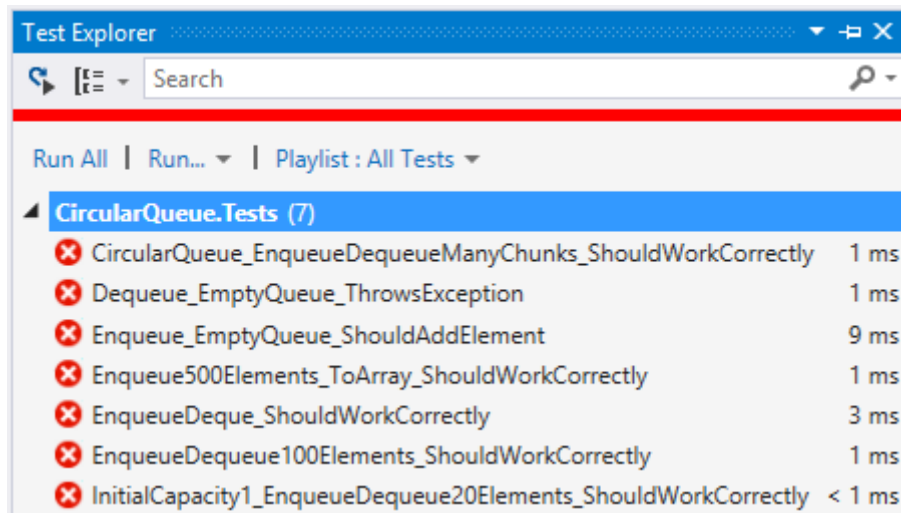 Test Explorer
Search
Run All | Run... | Playlist : All Tests
CircularQueue.Tests (7)
CircularQueue_EnqueueDequeueManyChunks_ShouldWorkCorrectly 1 ms
Dequeue_EmptyQueue_ThrowsException 1 ms
Enqueue_EmptyQueue_ShouldAddElement 9 ms
Enqueue500Elements_ToArray_ShouldWorkCorrectly 1 ms
EnqueueDeque_ShouldWorkCorrectly 3 ms
EnqueueDequeue100Elements_ShouldWorkCorrectly 1 ms
InitialCapacity1_EnqueueDequeue20Elements_ShouldWorkCorrectly < 1 ms